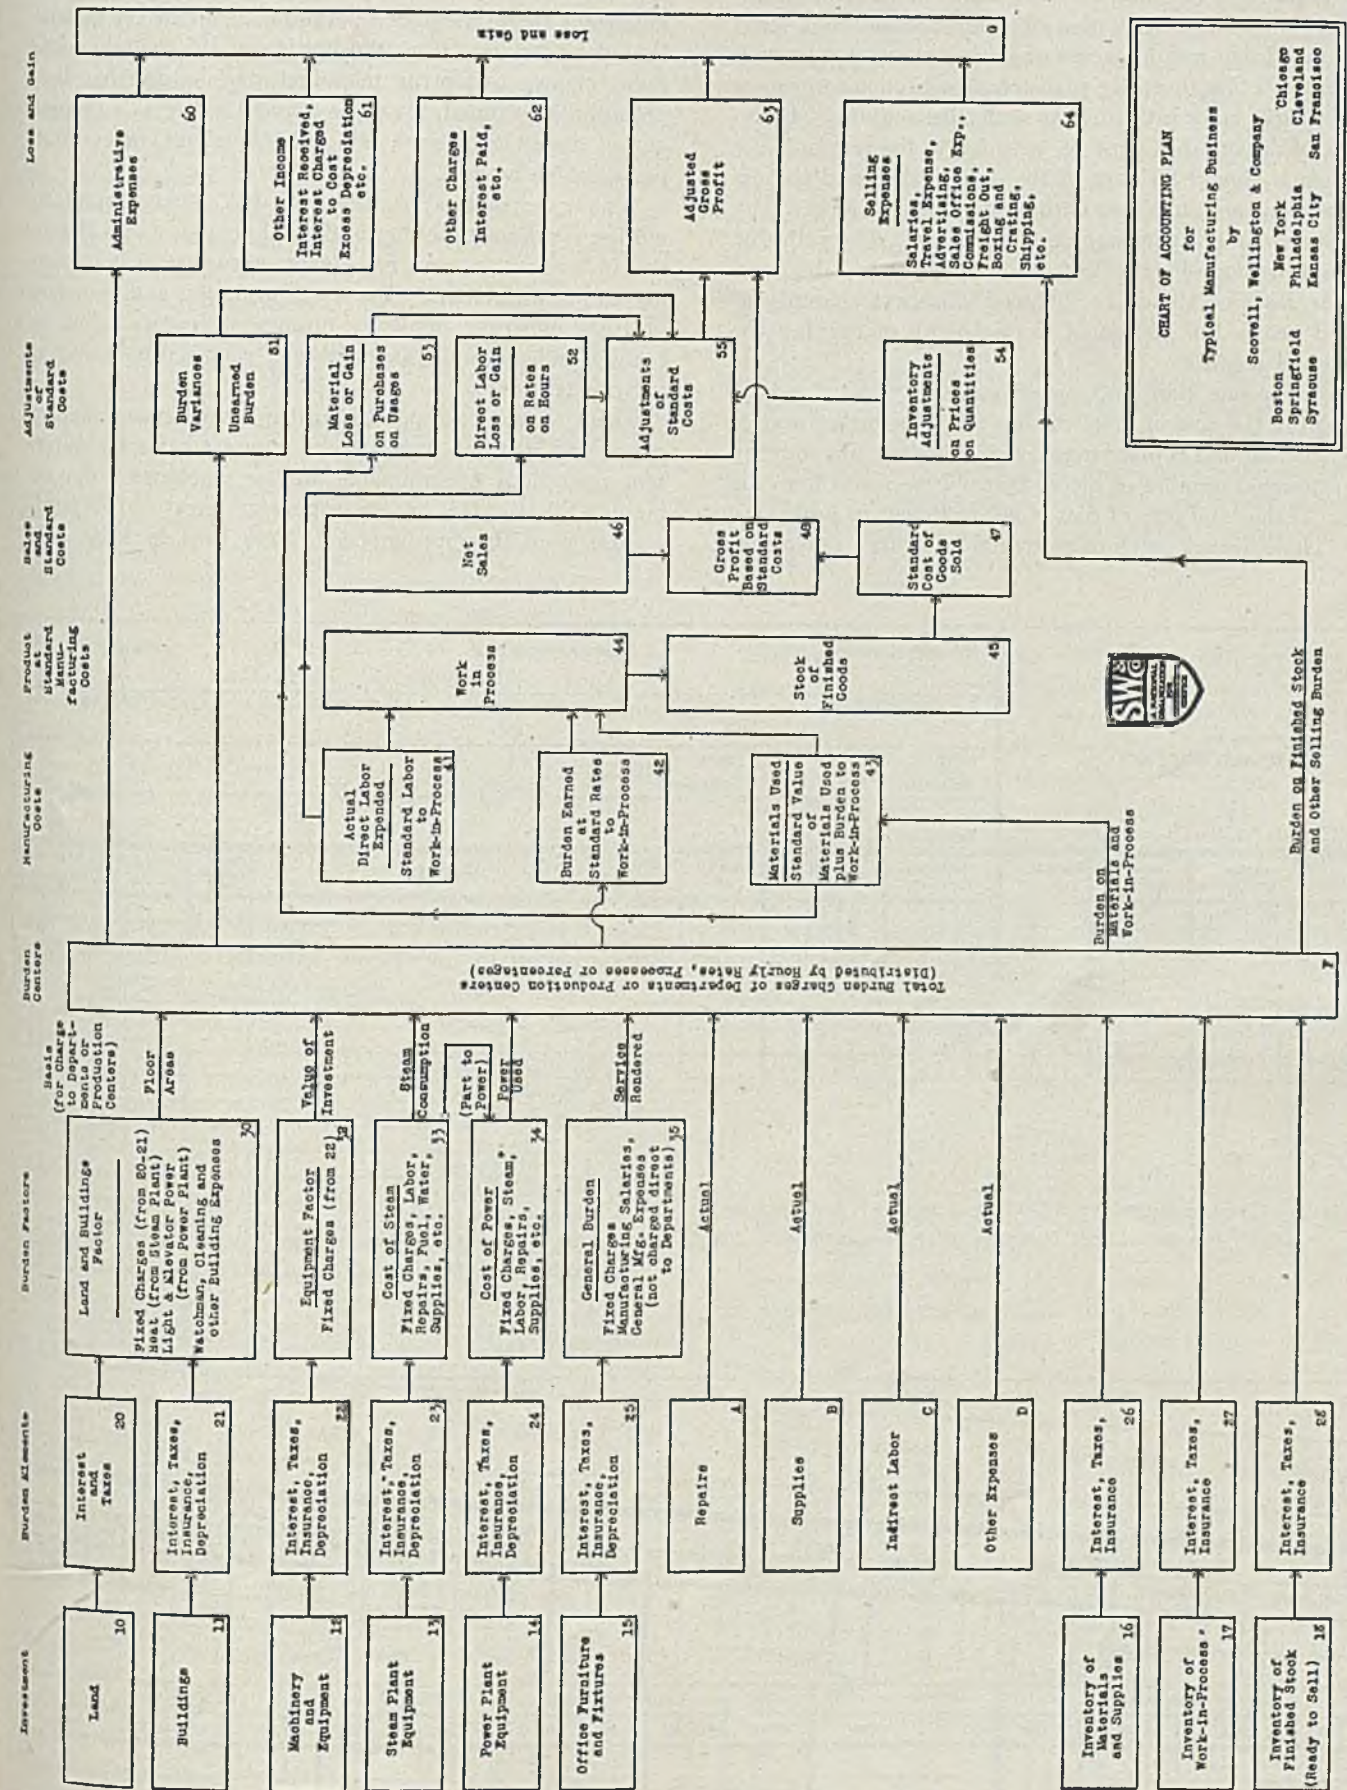 Investment
Burden Elements
Burden Factors
Basis
(for Charge
to Depart-
ments or
Production
Centers)
Burden
Centers
Manufacturing
Costs
Product
at
Standard
Manu-
facturing
Costs
Sales
and
Standard
Costs
Adjustments
of
Standard
Costs
Loss and Gain
Land
10
Buildings
11
Machinery
and
Equipment
12
Steam Plant
Equipment
13
Power Plant
Equipment
14
Office Furniture
and Fixtures
15
Inventory of
Materials
and Supplies
16
Inventory of
Work-in-Process
17
Inventory of
Finished Stock
(Ready to Sell)
18
Interest
and
Taxes
20
Interest, Taxes,
Insurance,
Depreciation
21
Interest, Taxes,
Insurance,
Depreciation
22
Interest, Taxes,
Insurance,
Depreciation
23
Interest, Taxes,
Insurance,
Depreciation
24
Interest, Taxes,
Insurance,
Depreciation
25
Repairs
A
Supplies
B
Indirect Labor
C
Other Expenses
D
Interest, Taxes,
Insurance
26
Interest, Taxes,
Insurance
27
Interest, Taxes,
Insurance
28
Land and Buildings
Factor
Fixed Charges (from 20-21)
Heat (from Steam Plant)
Light & Elevator Power
(from Power Plant)
Watchman, Cleaning and
other Building Expenses
30
Equipment Factor
Fixed Charges (from 22)
32
Cost of Steam
Fixed Charges, Labor,
Repairs, Fuel, Water,
Supplies, etc.
33
Cost of Power
Fixed Charges, Steam*
Labor, Repairs,
Supplies, etc.
34
General Burden
Fixed Charges
Manufacturing Salaries,
General Mfg. Expenses
(not charged direct
to Departments)
35
Floor
Areas
Value of
Investment
Steam
Consumption
(Part to
Power)
Power
Used
Service
Rendered
Actual
Actual
Actual
Actual
Total Burden Charges of Departments or Production Centers
(Distributed by Hourly Rates, Processes or Percentages)
F
Actual
Direct Labor
Expended
Standard Labor
to
Work-in-Process
41
Burden Earned
at
Standard Rates
to
Work-in-Process
42
Materials Used
Standard Value
of
Materials Used
plus Burden to
Work-in-Process
43
Burden on
Materials and
Work-in-Process
Burden on Finished Stock
and Other Selling Burden
Work
in
Process
44
Stock
of
Finished
Goods
45
Net
Sales
46
Gross
Profit
Based on
Standard
Costs
48
Standard
Cost of
Goods
Sold
47
Burden
Variances
Unearned
Burden
51
Material
Loss or Gain
on Purchases
on Usages
53
Direct Labor
Loss or Gain
on Rates
on Hours
52
Adjustments
of
Standard
Costs
55
Inventory
Adjustments
on Prices
on Quantities
54
Administrative
Expenses
60
Other Income
Interest Received,
Interest Charged
to Cost
Excess Depreciation
etc.
61
Other Charges
Interest Paid,
etc.
62
Adjusted
Gross
Profit
63
Selling
Expenses
Salaries,
Travel Expense,
Advertising,
Sales Office Exp.,
Commissions,
Freight Out,
Boxing and
Crating,
Shipping,
etc.
64
Loss and Gain
G
SW&Co
A NATIONAL
ORGANIZATION
FOR
SERVICE
CHART OF ACCOUNTING PLAN
for
Typical Manufacturing Business
by
Scovell, Wellington & Company
Boston New York Chicago
Springfield Philadelphia Cleveland
Syracuse Kansas City San Francisco